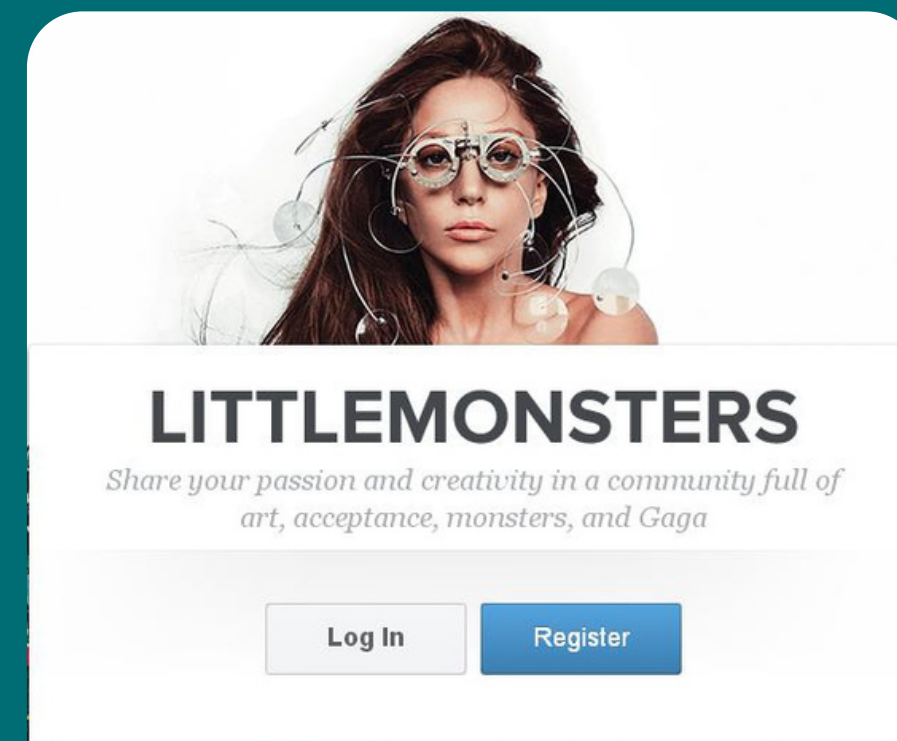 LITTLEMONSTERS
Share your passion and creativity in a community full of
art, acceptance, monsters, and Gaga
Log In
Register